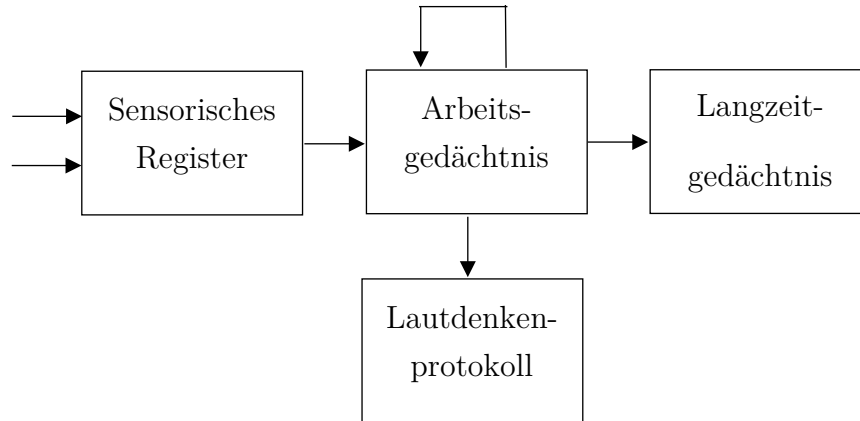 Sensorisches
Register
Arbeits-
gedächtnis
Langzeit-
gedächtnis
Lautdenken-
protokoll